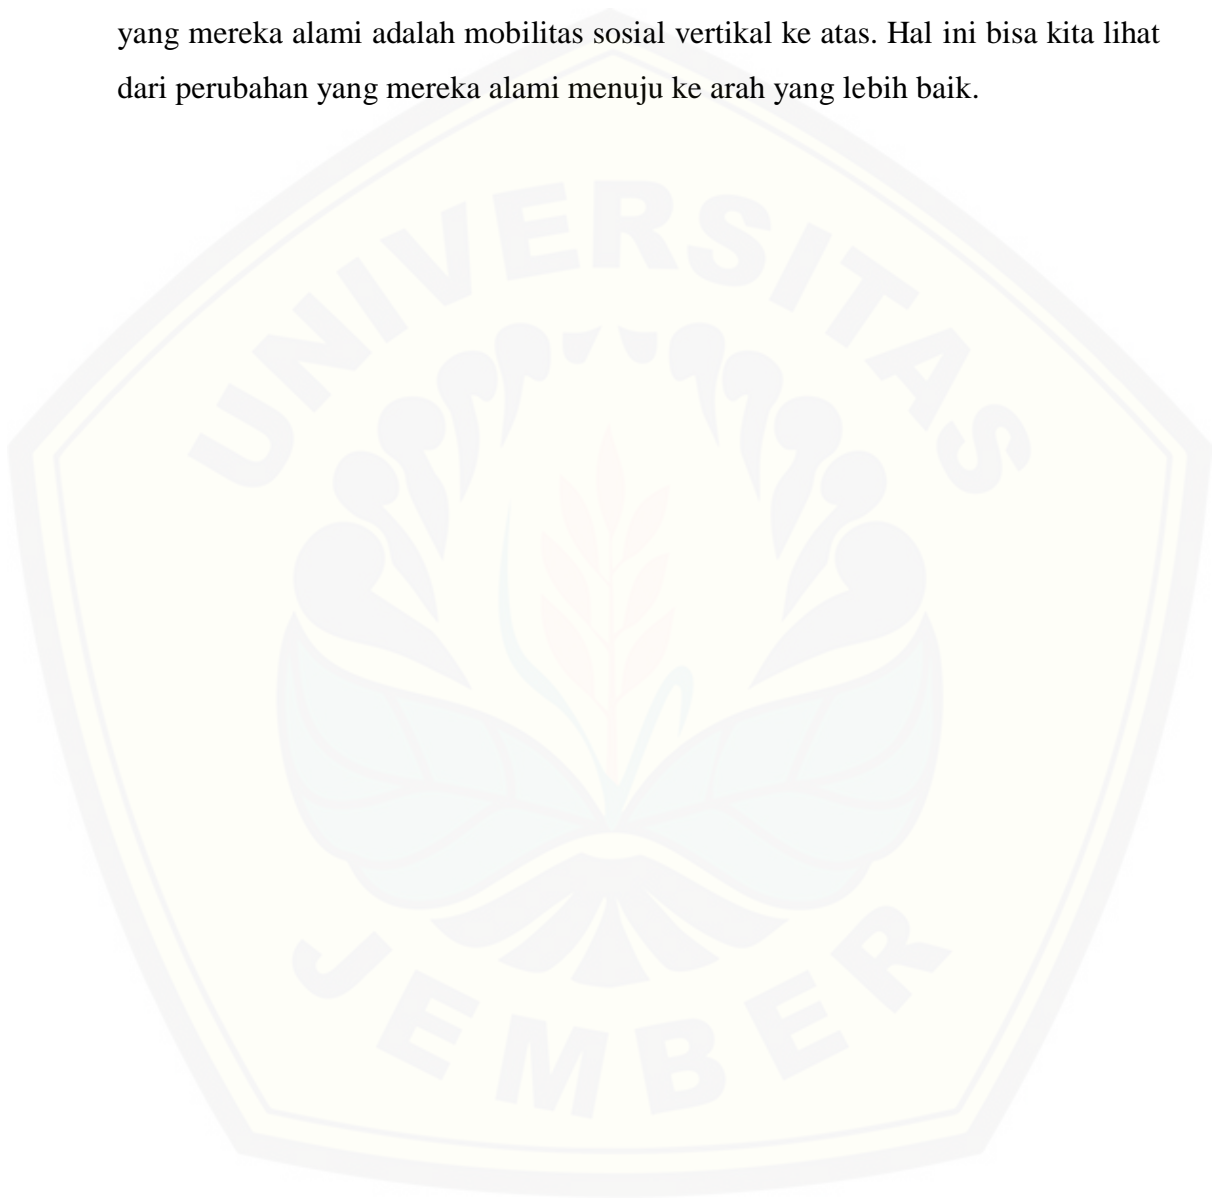 yang mereka alami adalah mobilitas sosial vertikal ke atas. Hal ini bisa kita lihat
dari perubahan yang mereka alami menuju ke arah yang lebih baik.
UNIVERSITAS
JEMBER